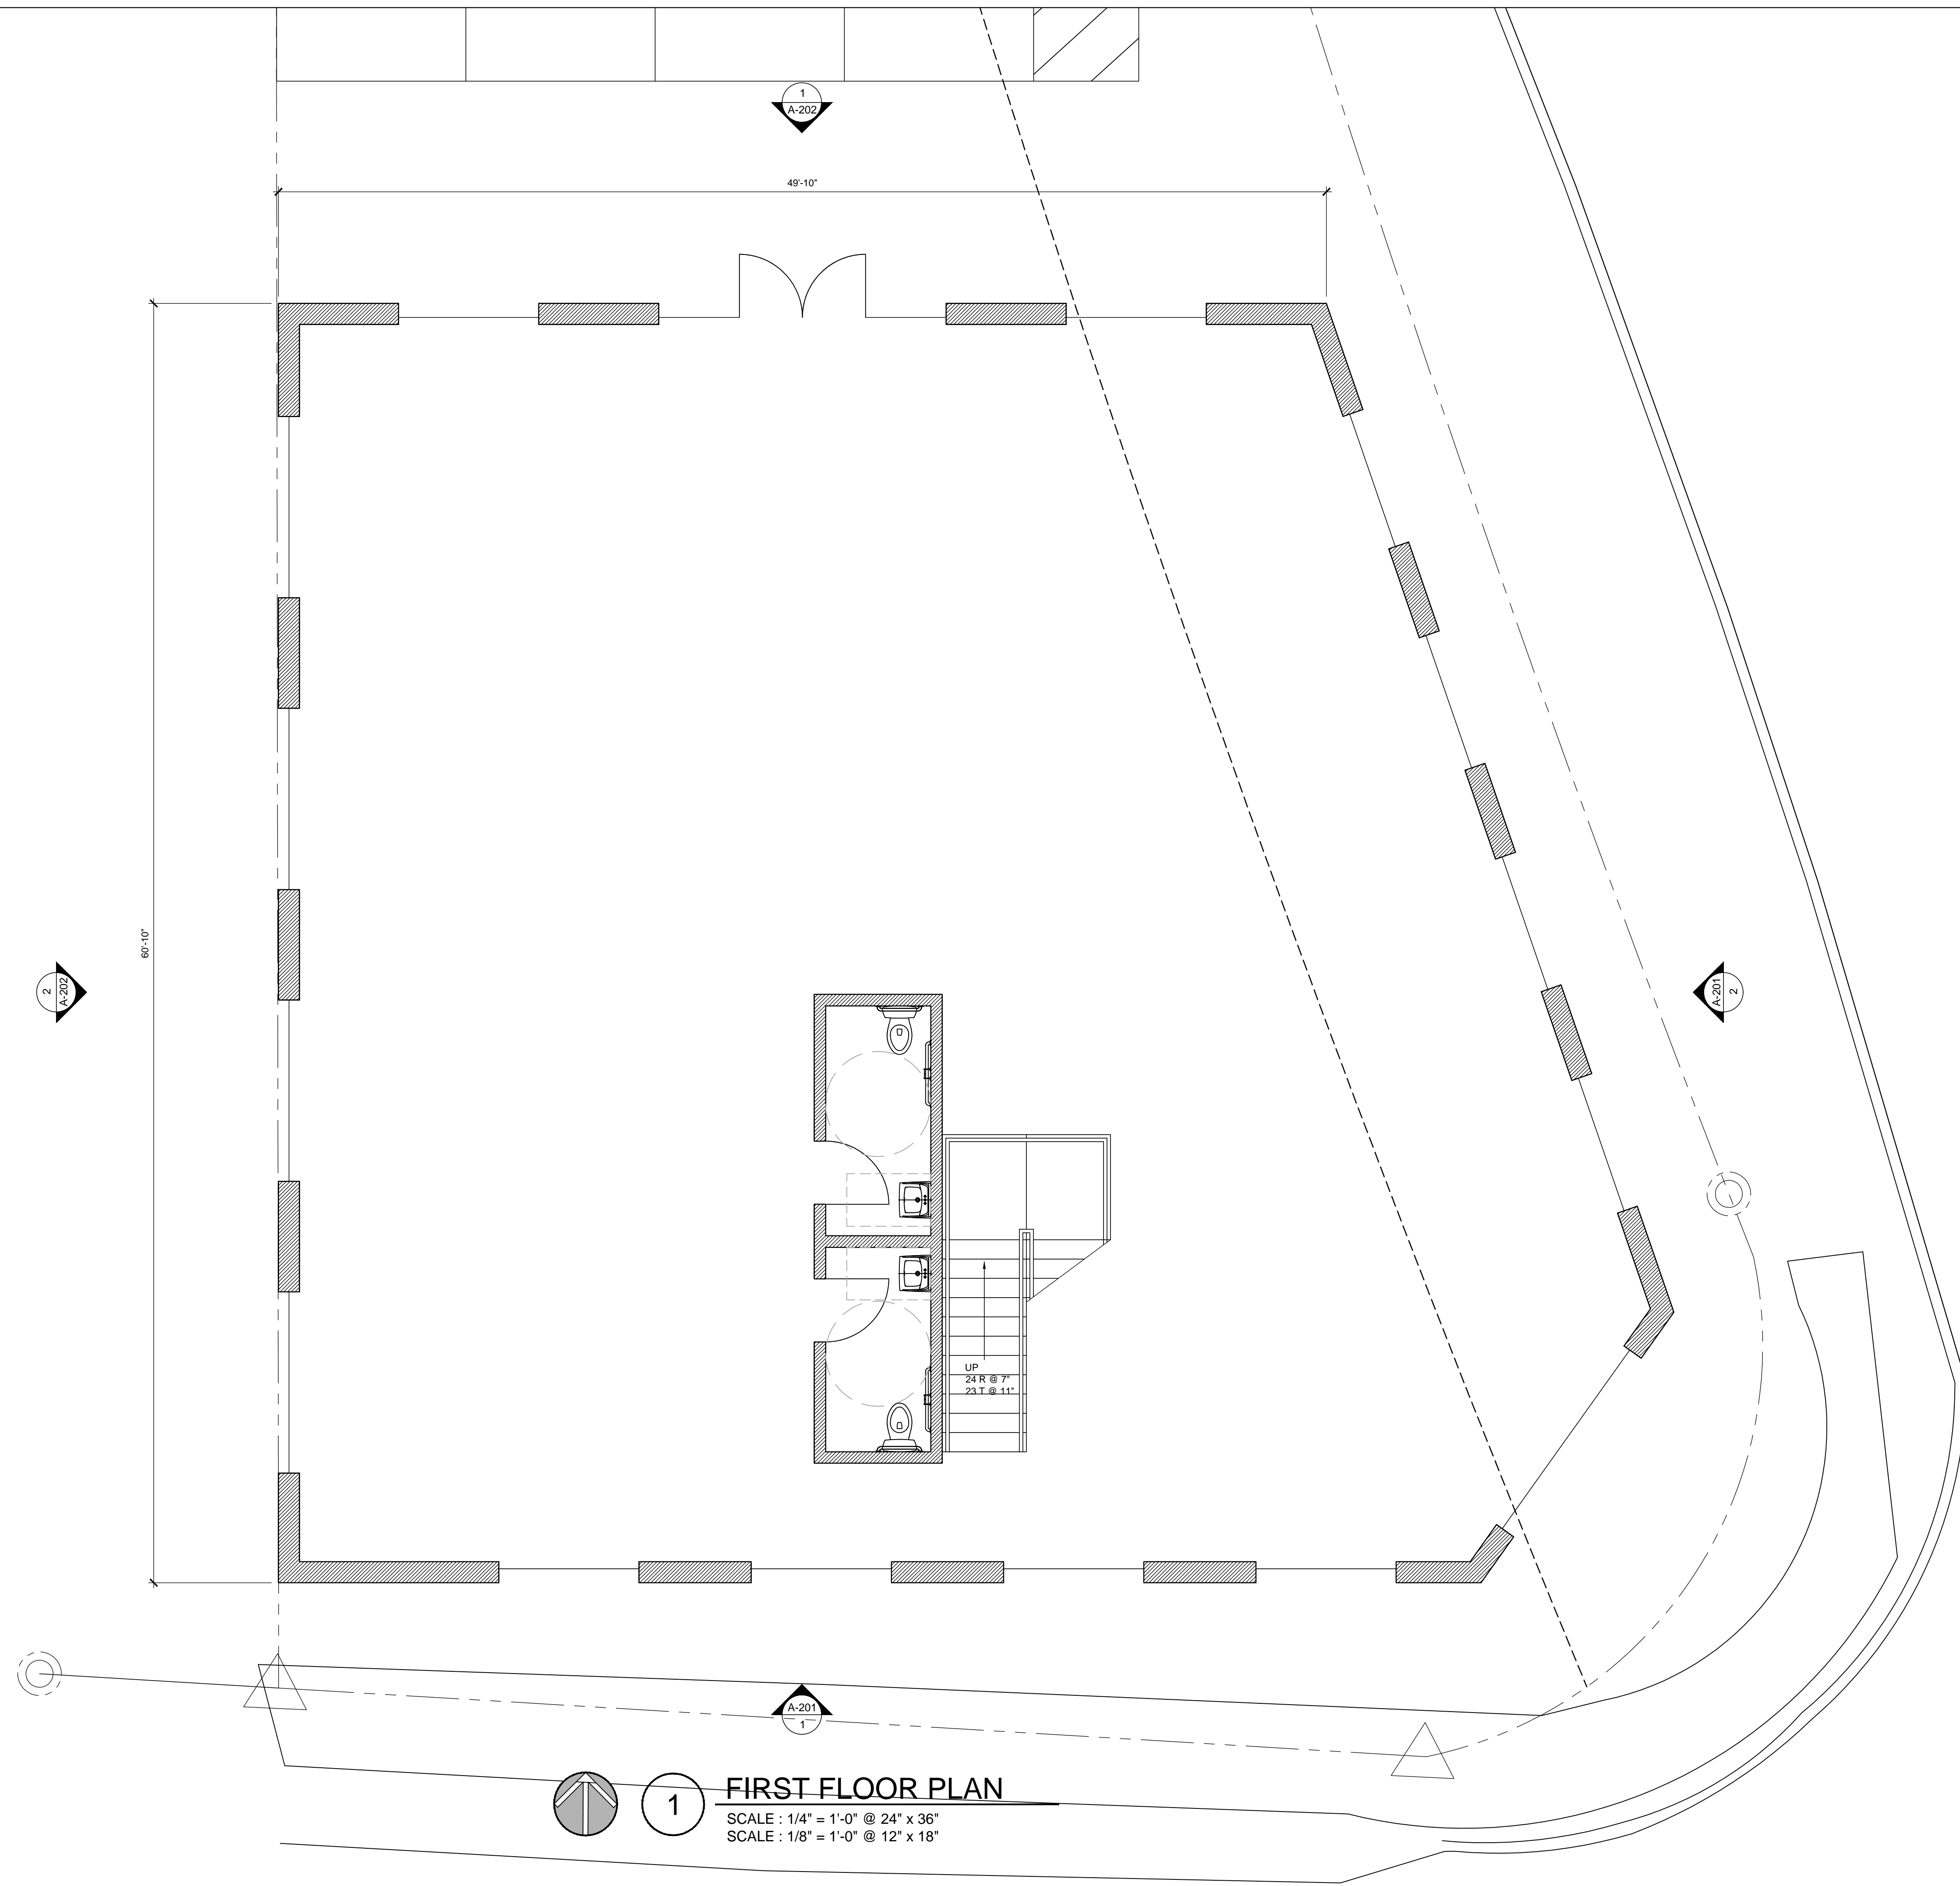 1
A-202
49'-10"
60'-10"
2
A-202
A-201
2
UP
24 R @ 7"
23 T @ 11"
A-201
1
1
FIRST FLOOR PLAN
SCALE : 1/4" = 1'-0" @ 24" x 36"
SCALE : 1/8" = 1'-0" @ 12" x 18"